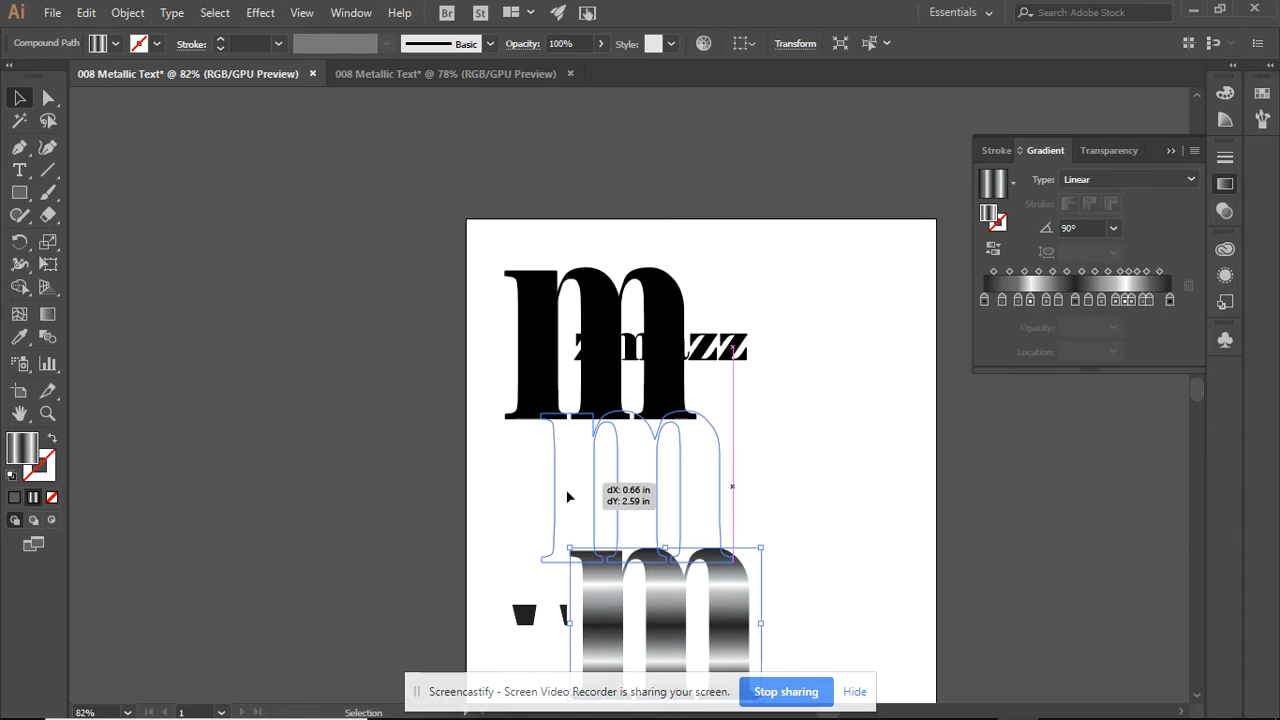 Ai File Edit Object Type Select Effect View Window Help Br St Essentials Search Adobe Stock
Compound Path Stroke: Basic Opacity: 100% Style: Transform
008 Metallic Text* @ 82% (RGB/GPU Preview) × 008 Metallic Text* @ 78% (RGB/GPU Preview) ×
Stroke Gradient Transparency
Type: Linear
Stroke:
90°
Opacity:
Location:
m
zz
m
dX: 0.66 in
dY: 2.59 in
m
Screencastify - Screen Video Recorder is sharing your screen. Stop sharing Hide
82% 1 Selection